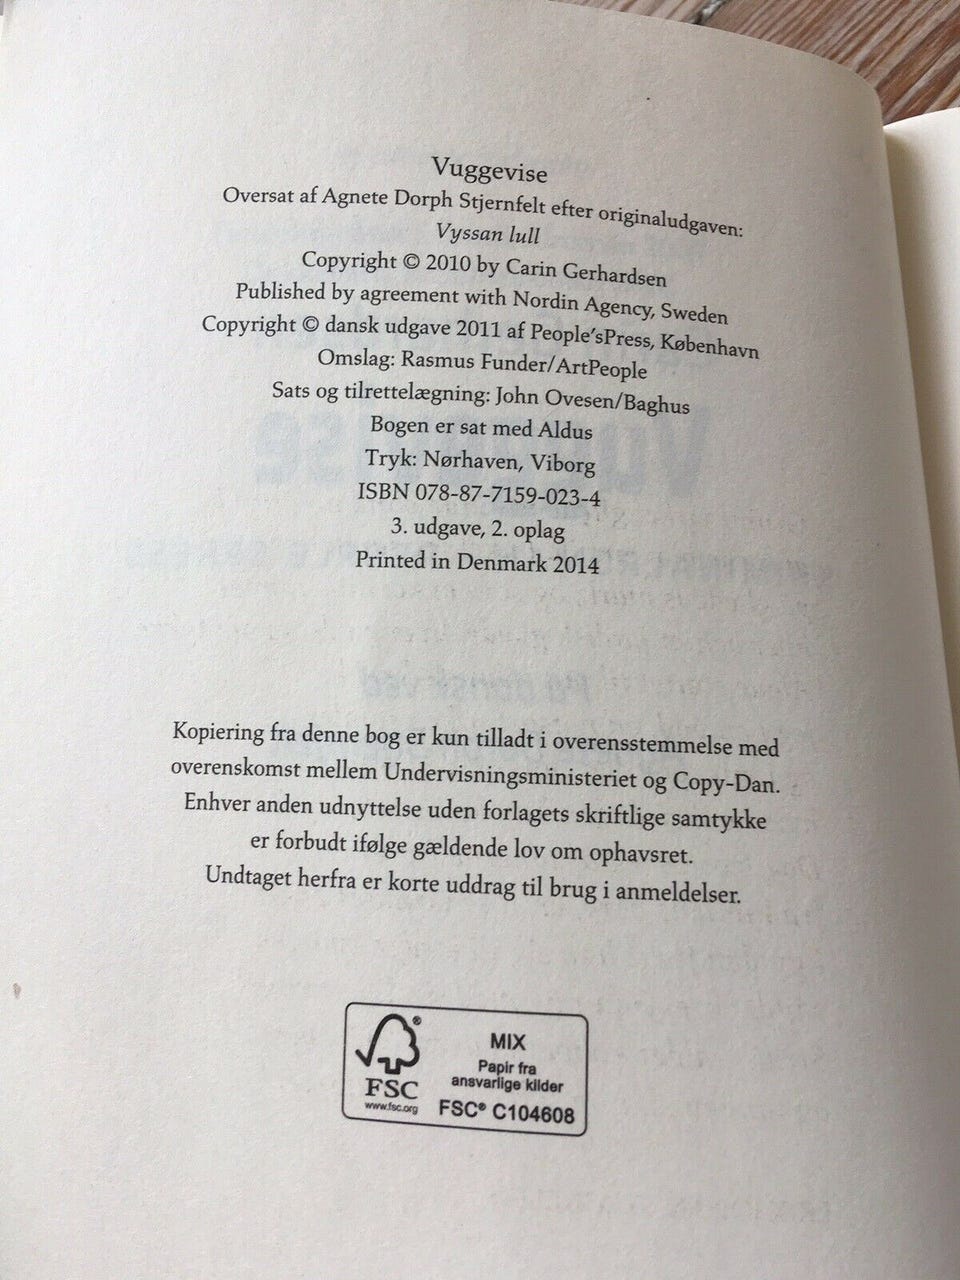 Vuggevise
Oversat af Agnete Dorph Stjernfelt efter originaludgaven:
Vyssan lull
Copyright © 2010 by Carin Gerhardsen
Published by agreement with Nordin Agency, Sweden
Copyright © dansk udgave 2011 af People'sPress, København
Omslag: Rasmus Funder/ArtPeople
Sats og tilrettelægning: John Ovesen/Baghus
Bogen er sat med Aldus
Tryk: Nørhaven, Viborg
ISBN 078-87-7159-023-4
3. udgave, 2. oplag
Printed in Denmark 2014
Kopiering fra denne bog er kun tilladt i overensstemmelse med
overenskomst mellem Undervisningsministeriet og Copy-Dan.
Enhver anden udnyttelse uden forlagets skriftlige samtykke
er forbudt ifølge gældende lov om ophavsret.
Undtaget herfra er korte uddrag til brug i anmeldelser.
®
FSC
www.fsc.org
MIX
Papir fra
ansvarlige kilder
FSC® C104608